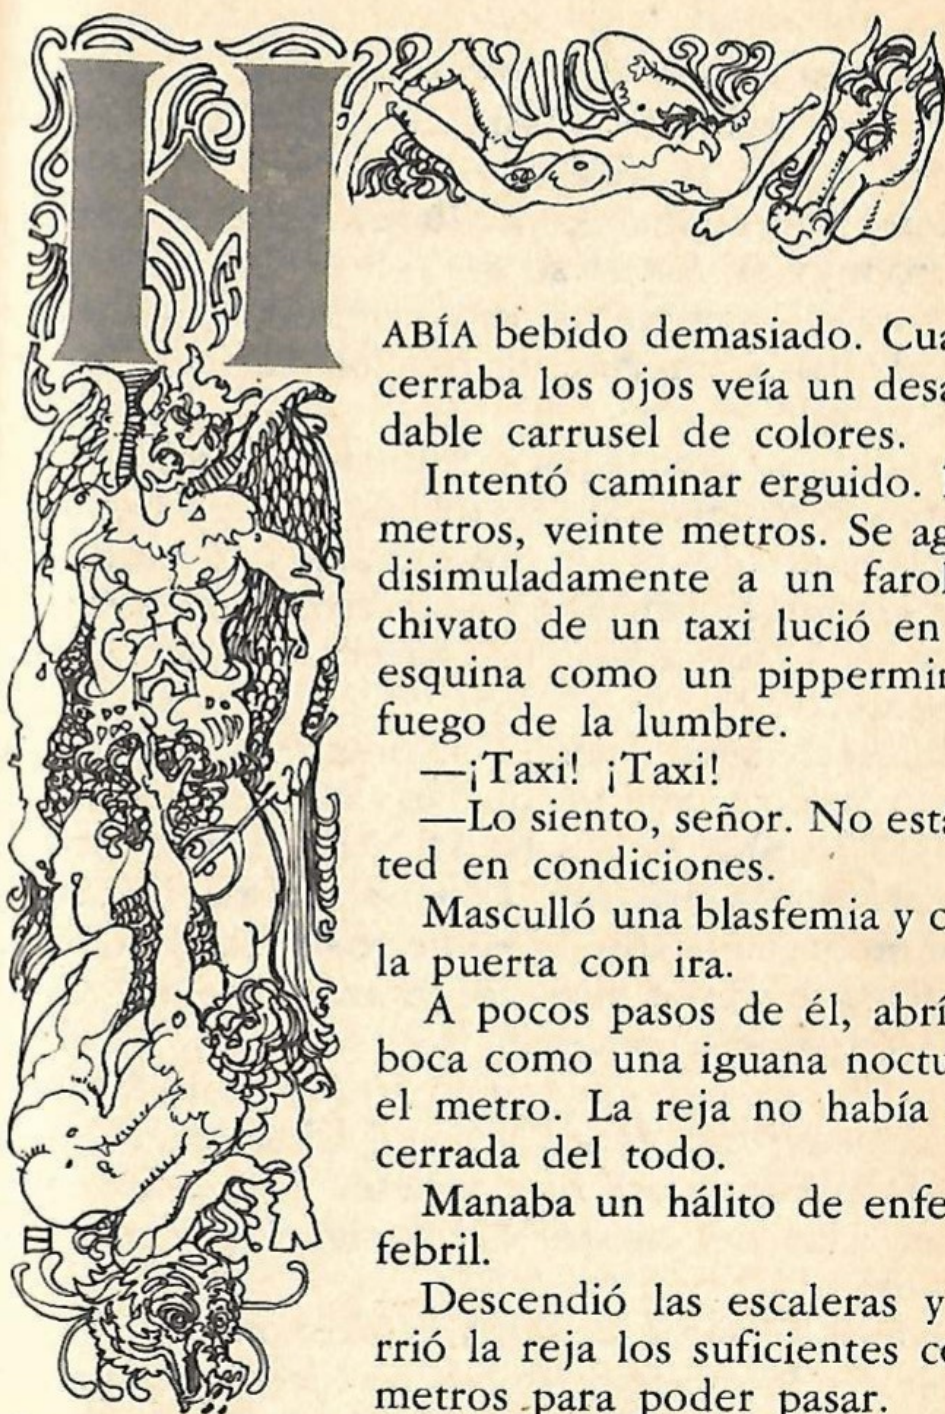 HABÍA bebido demasiado. Cua
cerraba los ojos veía un desa
dable carrusel de colores.
Intentó caminar erguido.
metros, veinte metros. Se ag
disimuladamente a un farol
chivato de un taxi lució en
esquina como un pippermin
fuego de la lumbre.
—¡Taxi! ¡Taxi!
—Lo siento, señor. No está
ted en condiciones.
Masculló una blasfemia y c
la puerta con ira.
A pocos pasos de él, abrí
boca como una iguana noctu
el metro. La reja no había
cerrada del todo.
Manaba un hálito de enfe
febril.
Descendió las escaleras y
rrió la reja los suficientes ce
metros para poder pasar.